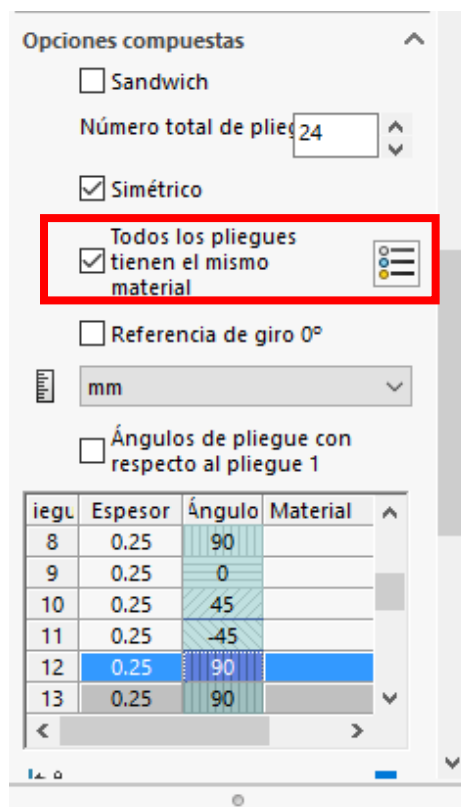 Opciones compuestas
Sandwich
Número total de plieg 24
Simétrico
Todos los pliegues
tienen el mismo
material
Referencia de giro 0º
mm
Ángulos de pliegue con
respecto al pliegue 1
iegu Espesor Ángulo Material
8 0.25 90
9 0.25 0
10 0.25 45
11 0.25 -45
12 0.25 90
13 0.25 90